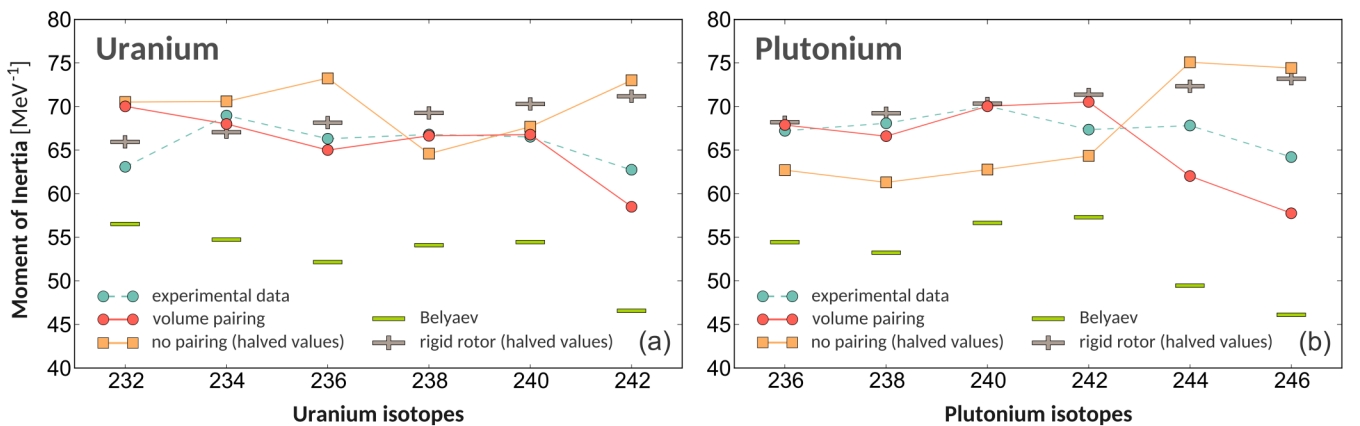 Moment of Inertia [MeV⁻¹]
80
75
70
65
60
55
50
45
40
Uranium
experimental data
volume pairing
no pairing (halved values)
Belyaev
rigid rotor (halved values)
(a)
232 234 236 238 240 242
Uranium isotopes
80
75
70
65
60
55
50
45
40
Plutonium
experimental data
volume pairing
no pairing (halved values)
Belyaev
rigid rotor (halved values)
(b)
236 238 240 242 244 246
Plutonium isotopes